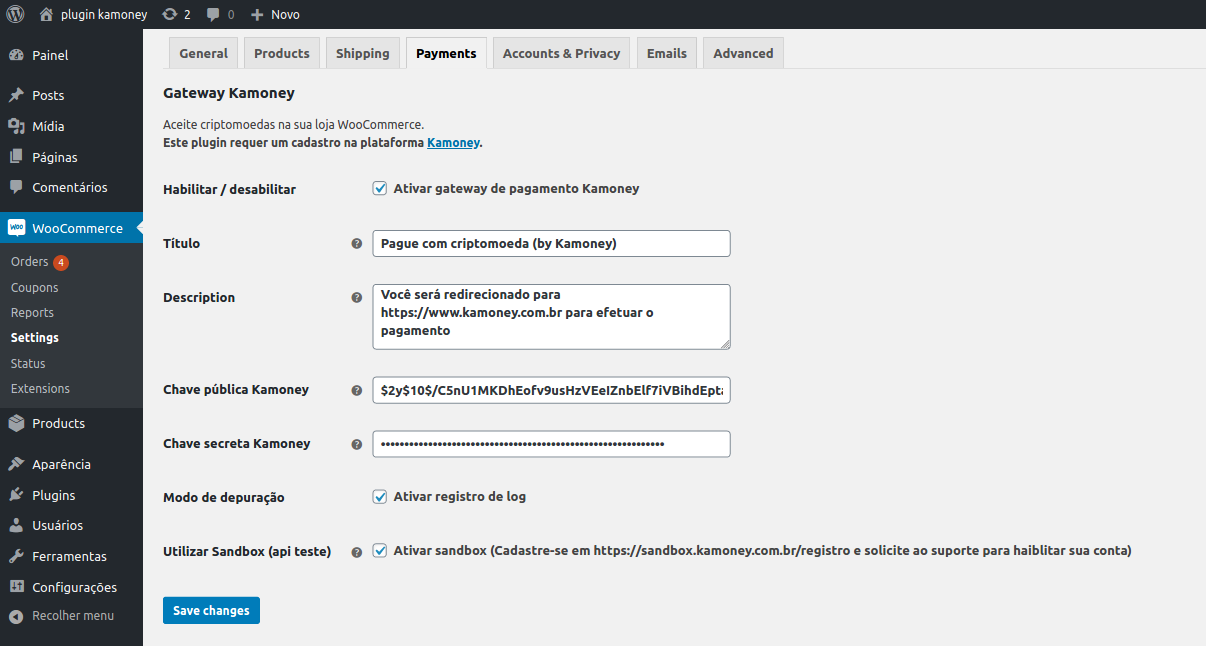 plugin kamoney 2 0 Novo
Painel
Posts
Mídia
Páginas
Comentários
WooCommerce
Orders 4
Coupons
Reports
Settings
Status
Extensions
Products
Aparência
Plugins
Usuários
Ferramentas
Configurações
Recolher menu
General Products Shipping Payments Accounts & Privacy Emails Advanced
Gateway Kamoney
Aceite criptomoedas na sua loja WooCommerce.
Este plugin requer um cadastro na plataforma Kamoney.
Habilitar / desabilitar Ativar gateway de pagamento Kamoney
Título Pague com criptomoeda (by Kamoney)
Description Você será redirecionado para
https://www.kamoney.com.br para efetuar o
pagamento
Chave pública Kamoney $2y$10$/C5nU1MKDhEofv9usHzVEeIZnbElf7iVBihdEpta
Chave secreta Kamoney
Modo de depuração Ativar registro de log
Utilizar Sandbox (api teste) Ativar sandbox (Cadastre-se em https://sandbox.kamoney.com.br/registro e solicite ao suporte para haiblitar sua conta)
Save changes